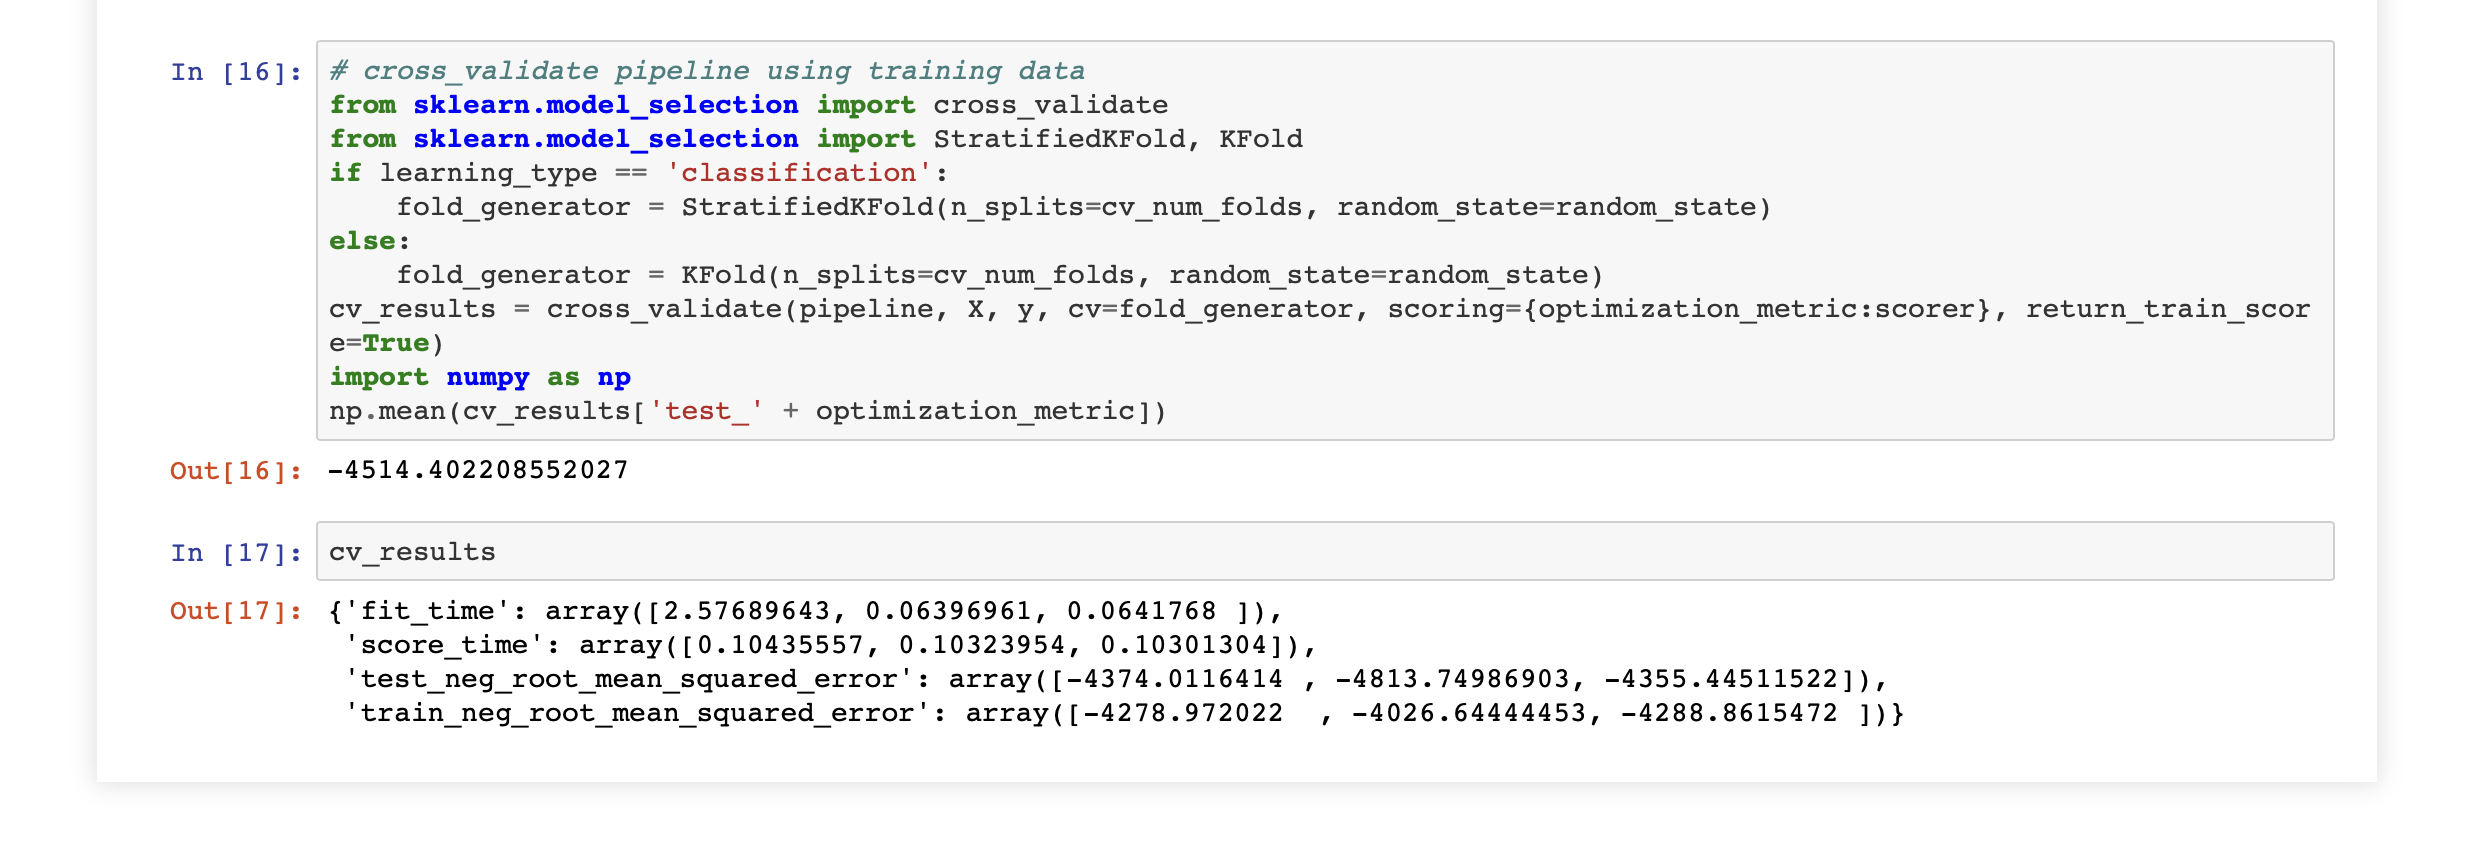 In [16]: # cross_validate pipeline using training data
from sklearn.model_selection import cross_validate
from sklearn.model_selection import StratifiedKFold, KFold
if learning_type == 'classification':
    fold_generator = StratifiedKFold(n_splits=cv_num_folds, random_state=random_state)
else:
    fold_generator = KFold(n_splits=cv_num_folds, random_state=random_state)
cv_results = cross_validate(pipeline, X, y, cv=fold_generator, scoring={optimization_metric:scorer}, return_train_scor
e=True)
import numpy as np
np.mean(cv_results['test_' + optimization_metric])
Out[16]: -4514.402208552027
In [17]: cv_results
Out[17]: {'fit_time': array([2.57689643, 0.06396961, 0.0641768 ]),
 'score_time': array([0.10435557, 0.10323954, 0.10301304]),
 'test_neg_root_mean_squared_error': array([-4374.0116414 , -4813.74986903, -4355.44511522]),
 'train_neg_root_mean_squared_error': array([-4278.972022  , -4026.64444453, -4288.8615472 ])}